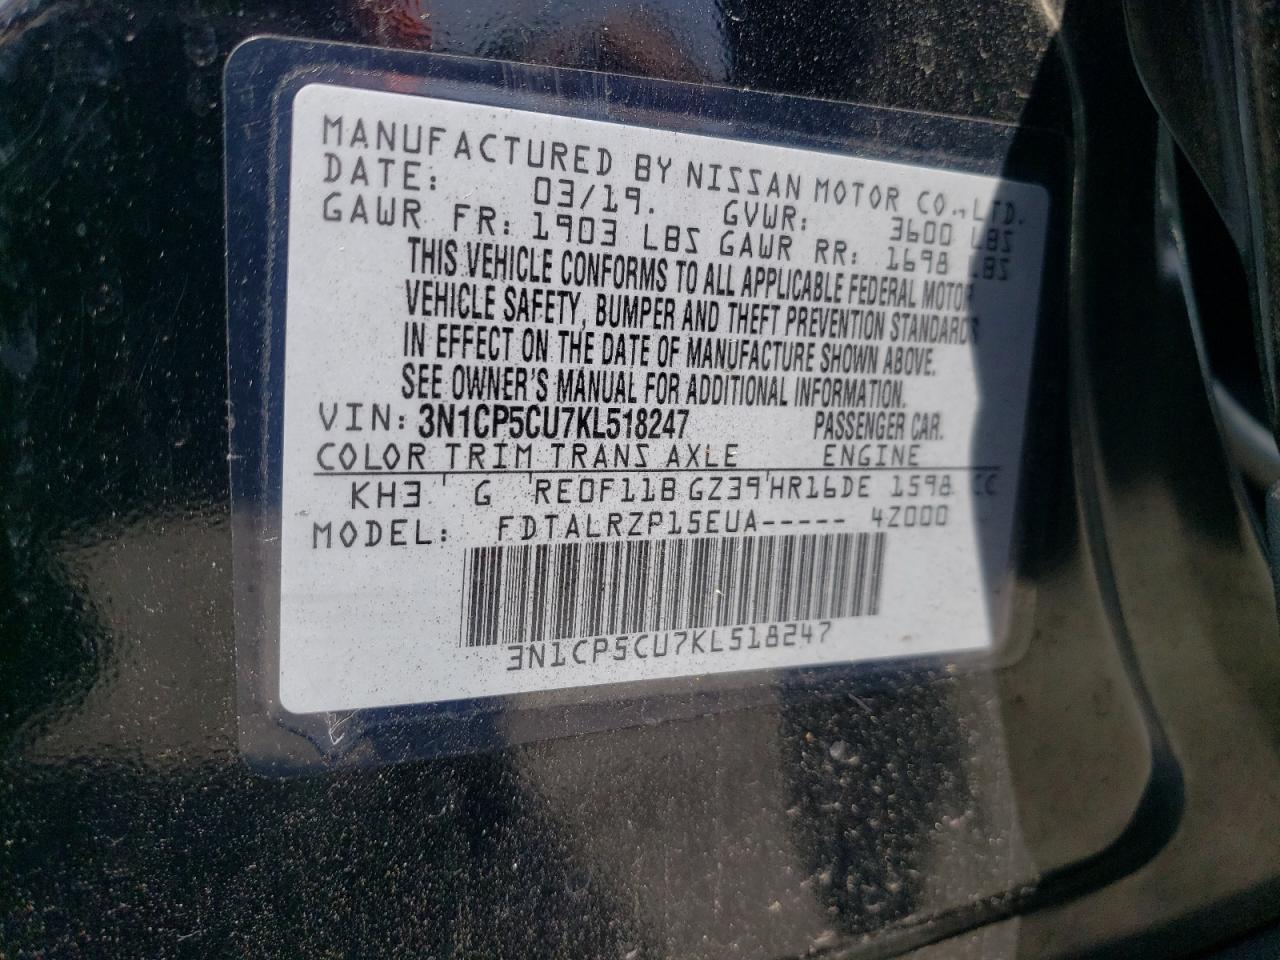 MANUFACTURED BY NISSAN MOTOR CO., LTD.
DATE: 03/19. GVWR: 3600 LBS
GAWR FR: 1903 LBS GAWR RR: 1698 LBS
THIS VEHICLE CONFORMS TO ALL APPLICABLE FEDERAL MOTOR
VEHICLE SAFETY, BUMPER AND THEFT PREVENTION STANDARDS
IN EFFECT ON THE DATE OF MANUFACTURE SHOWN ABOVE.
SEE OWNER'S MANUAL FOR ADDITIONAL INFORMATION.
VIN: 3N1CP5CU7KL518247 PASSENGER CAR.
COLOR TRIM TRANS AXLE ENGINE
KH3 ' G 'RE0F11B GZ39'HR16DE 1598 CC
MODEL: FDTALRZP15EUA----- 4Z000
3N1CP5CU7KL518247